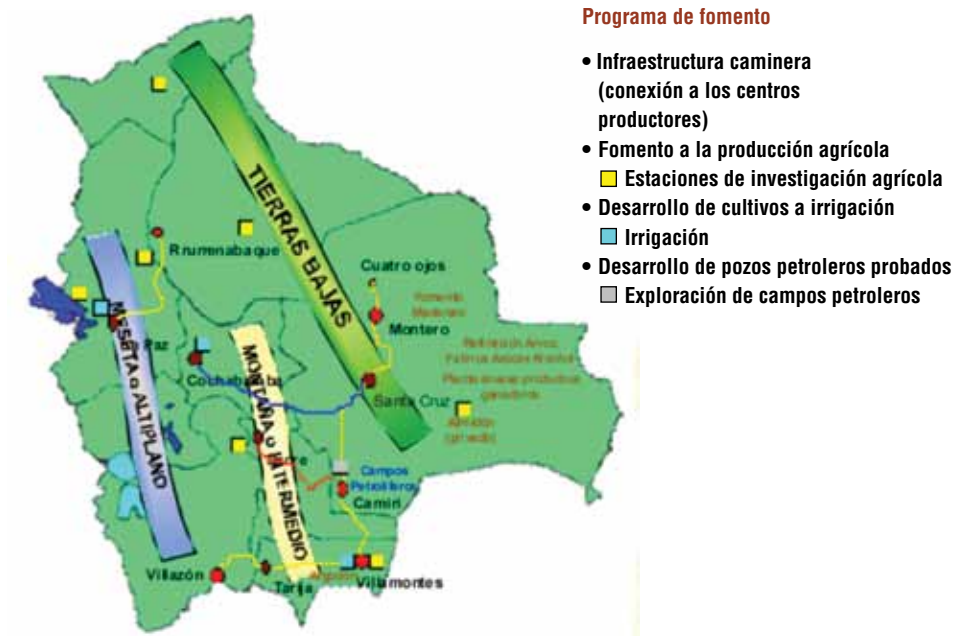 Programa de fomento
• Infraestructura caminera
(conexión a los centros
productores)
• Fomento a la producción agrícola
Estaciones de investigación agrícola
• Desarrollo de cultivos a irrigación
Irrigación
• Desarrollo de pozos petroleros probados
Exploración de campos petroleros
TIERRAS BAJAS
Rrurrenabaque
Cuatro ojos
Montero
MESETA o ALTIPLANO
Paz
MONTAÑA o INTERMEDIO
Cochabamba
Santa Cruz
Campos
Petrolíferos
Camiri
Villazón
Tarija
Villamontes